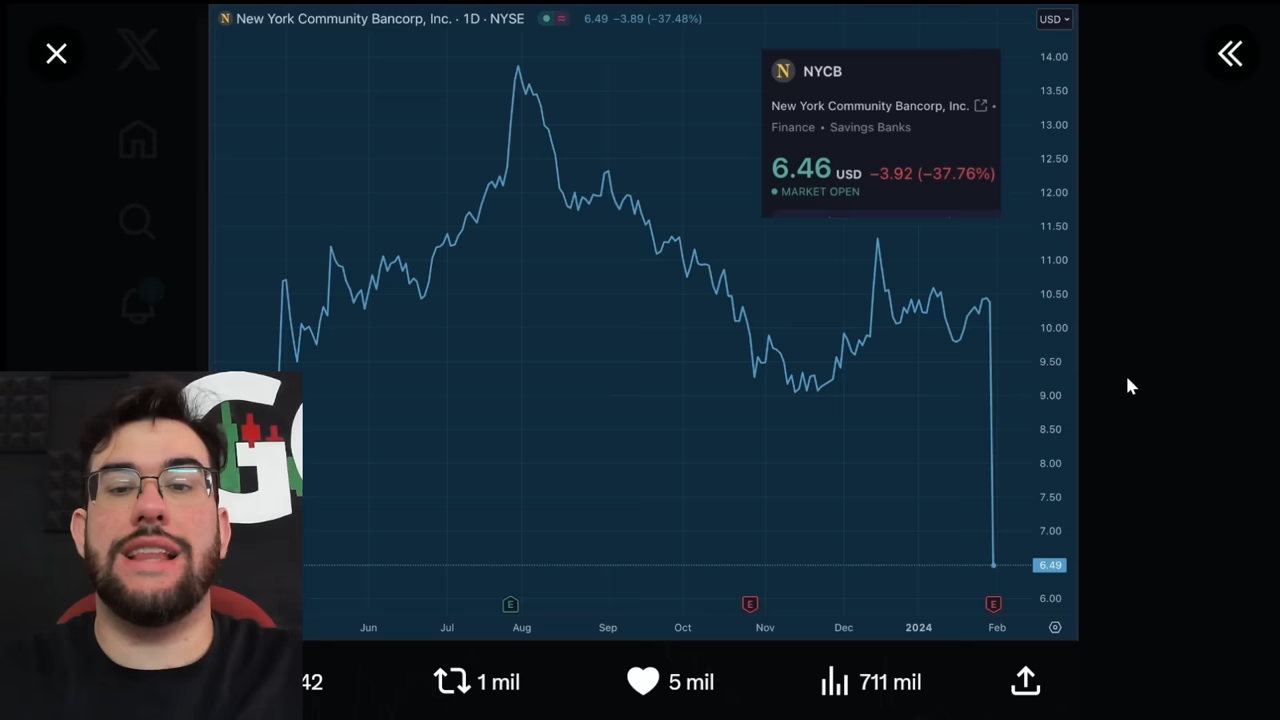 N New York Community Bancorp, Inc. · 1D · NYSE 6.49 −3.89 (−37.48%)
USD
14.00
13.50
13.00
12.50
12.00
11.50
11.00
10.50
10.00
9.50
9.00
8.50
8.00
7.50
7.00
6.49
6.00
N NYCB
New York Community Bancorp, Inc.
Finance • Savings Banks
6.46 USD −3.92 (−37.76%)
MARKET OPEN
E E E
Jun Jul Aug Sep Oct Nov Dec 2024 Feb
42 1 mil 5 mil 711 mil
G